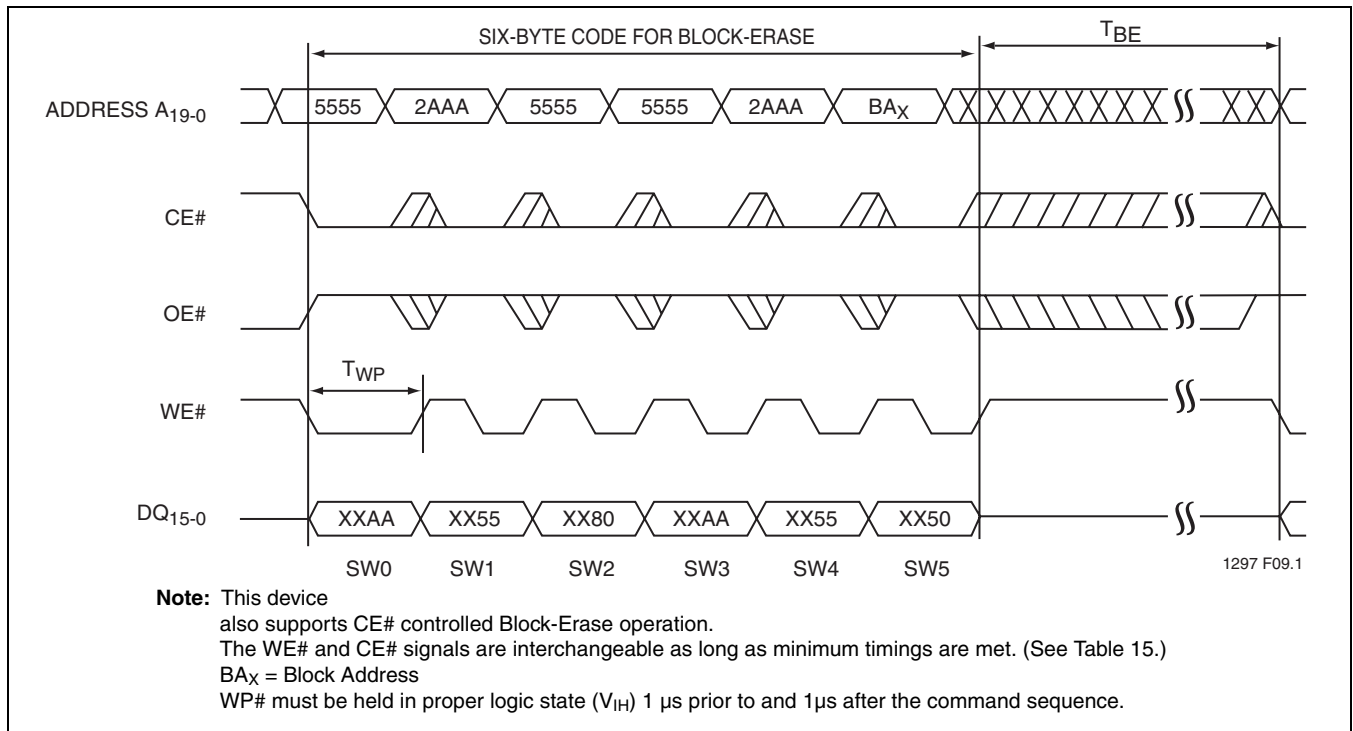 SIX-BYTE CODE FOR BLOCK-ERASE TBE
ADDRESS A19-0 5555 2AAA 5555 5555 2AAA BAX
CE#
OE#
TWP
WE#
DQ15-0 XXAA XX55 XX80 XXAA XX55 XX50
SW0 SW1 SW2 SW3 SW4 SW5 1297 F09.1
Note: This device
also supports CE# controlled Block-Erase operation.
The WE# and CE# signals are interchangeable as long as minimum timings are met. (See Table 15.)
BAX = Block Address
WP# must be held in proper logic state (VIH) 1 µs prior to and 1µs after the command sequence.